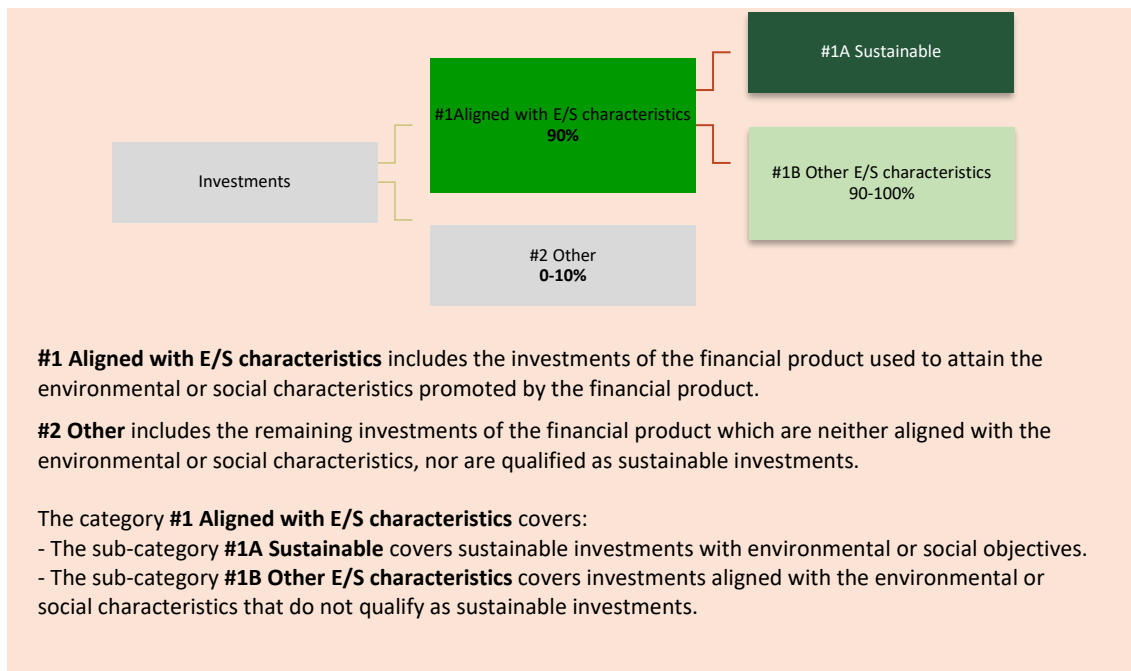 #1A Sustainable
#1Aligned with E/S characteristics
90%
Investments
#1B Other E/S characteristics
90-100%
#2 Other
0-10%
#1 Aligned with E/S characteristics includes the investments of the financial product used to attain the
environmental or social characteristics promoted by the financial product.
#2 Other includes the remaining investments of the financial product which are neither aligned with the
environmental or social characteristics, nor are qualified as sustainable investments.
The category #1 Aligned with E/S characteristics covers:
- The sub-category #1A Sustainable covers sustainable investments with environmental or social objectives.
- The sub-category #1B Other E/S characteristics covers investments aligned with the environmental or
social characteristics that do not qualify as sustainable investments.